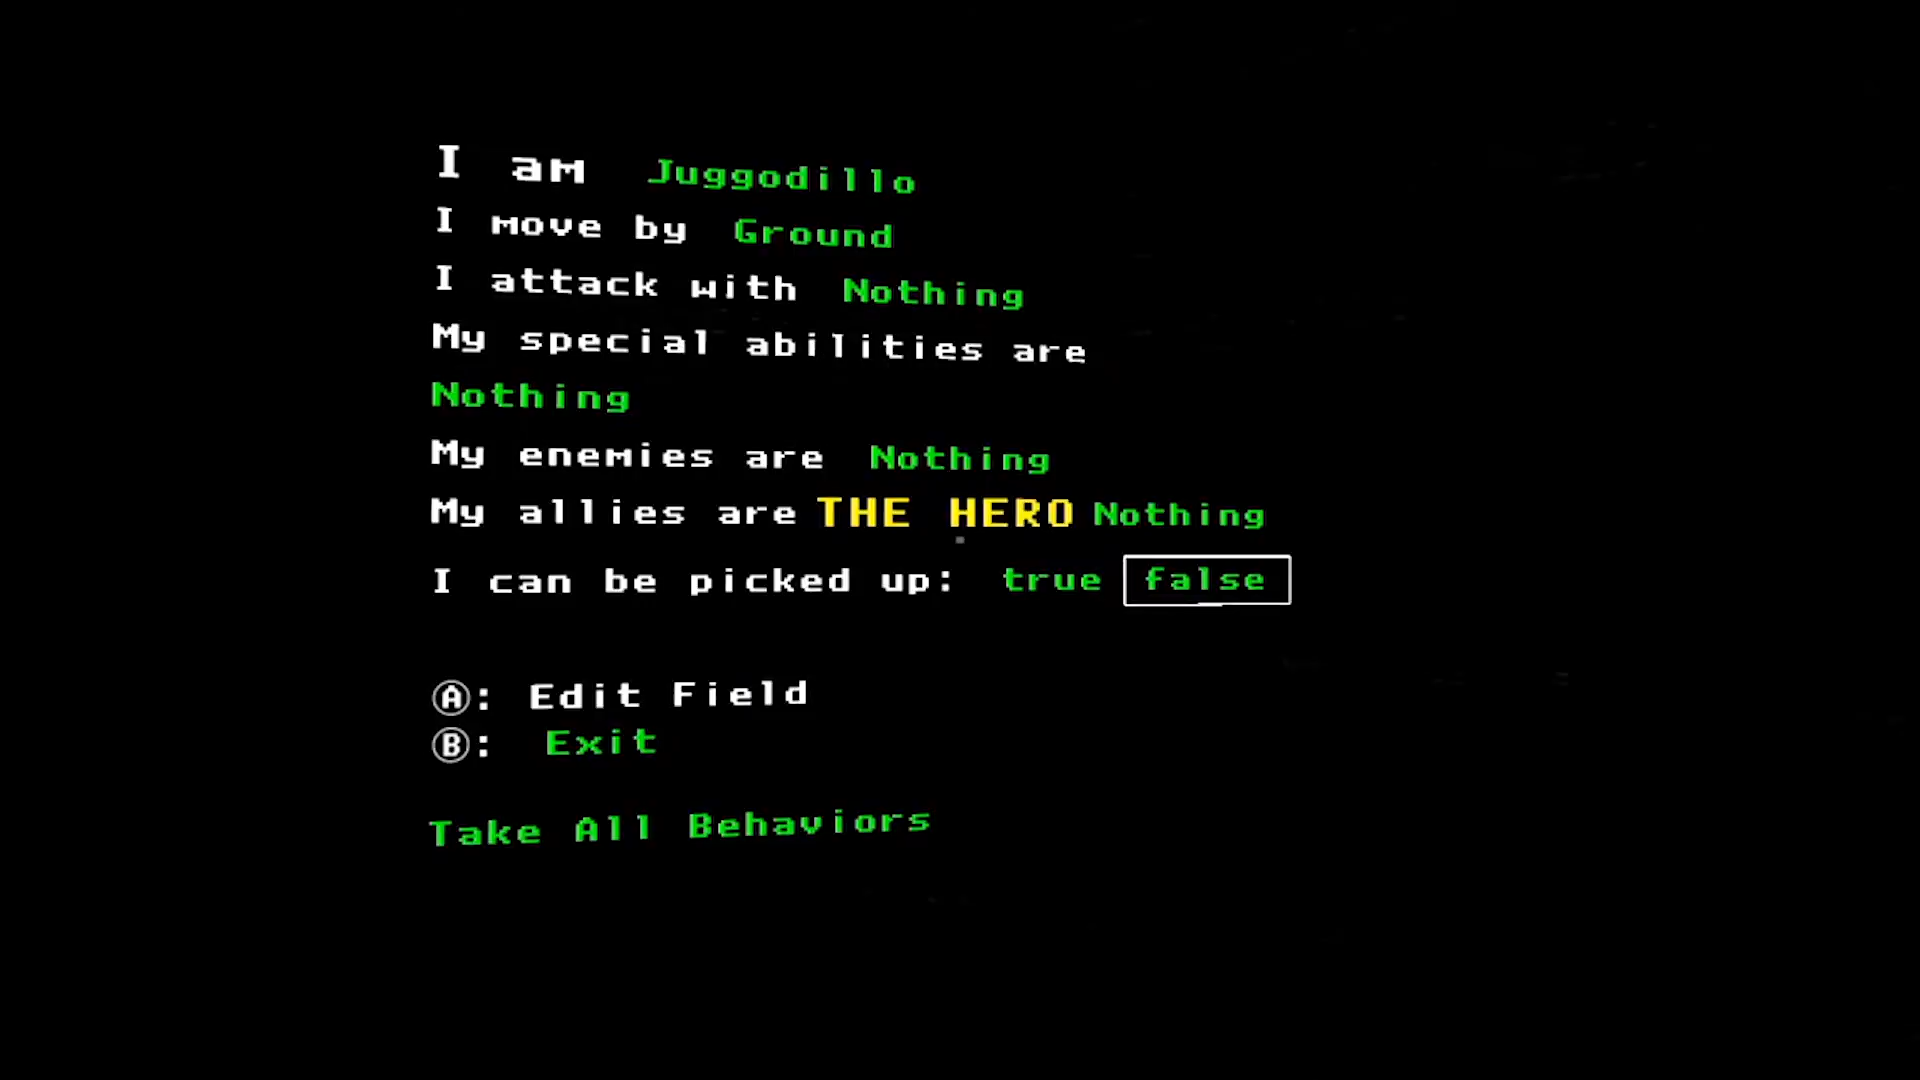 I am Juggodillo
I move by Ground
I attack with Nothing
My special abilities are
Nothing
My enemies are Nothing
My allies are THE HERO Nothing
I can be picked up: true false
Ⓐ: Edit Field
Ⓑ: Exit
Take All Behaviors